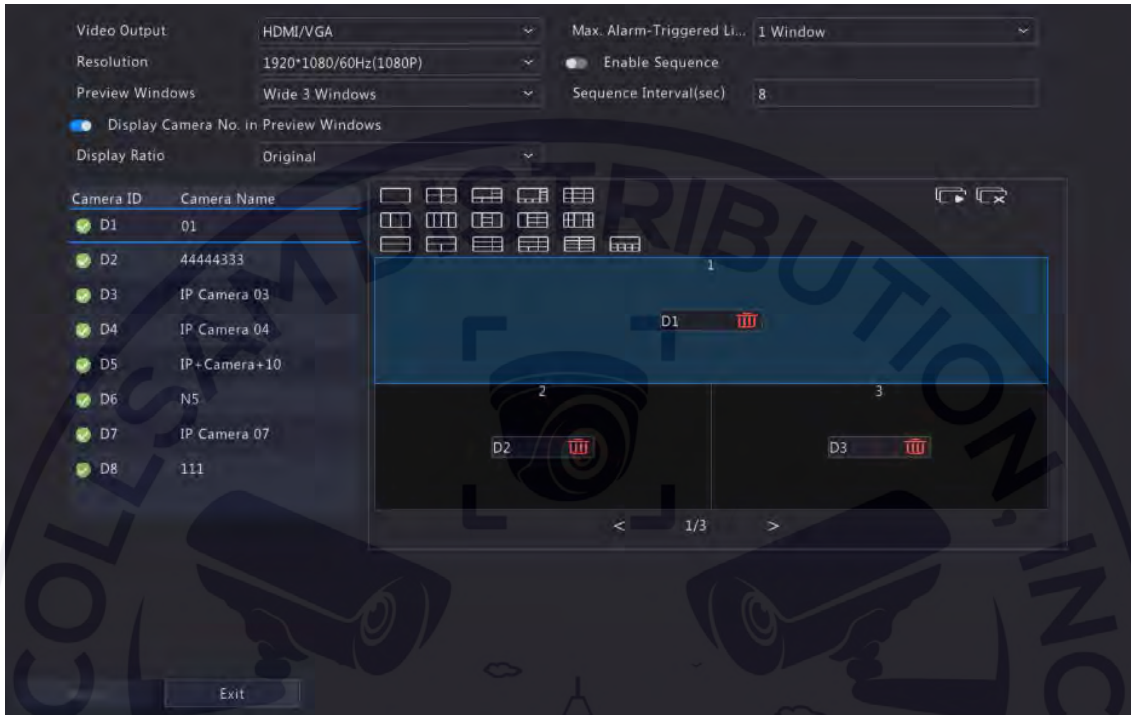 Video Output HDMI/VGA Max. Alarm-Triggered Li... 1 Window
Resolution 1920*1080/60Hz(1080P) Enable Sequence
Preview Windows Wide 3 Windows Sequence Interval(sec) 8
Display Camera No. in Preview Windows
Display Ratio Original
Camera ID Camera Name
D1 01
D2 44444333
D3 IP Camera 03
D4 IP Camera 04
D5 IP+Camera+10
D6 N5
D7 IP Camera 07
D8 111
1
D1
2
D2
3
D3
< 1/3 >
Exit
COLLESAM DISTRIBUTION, INC